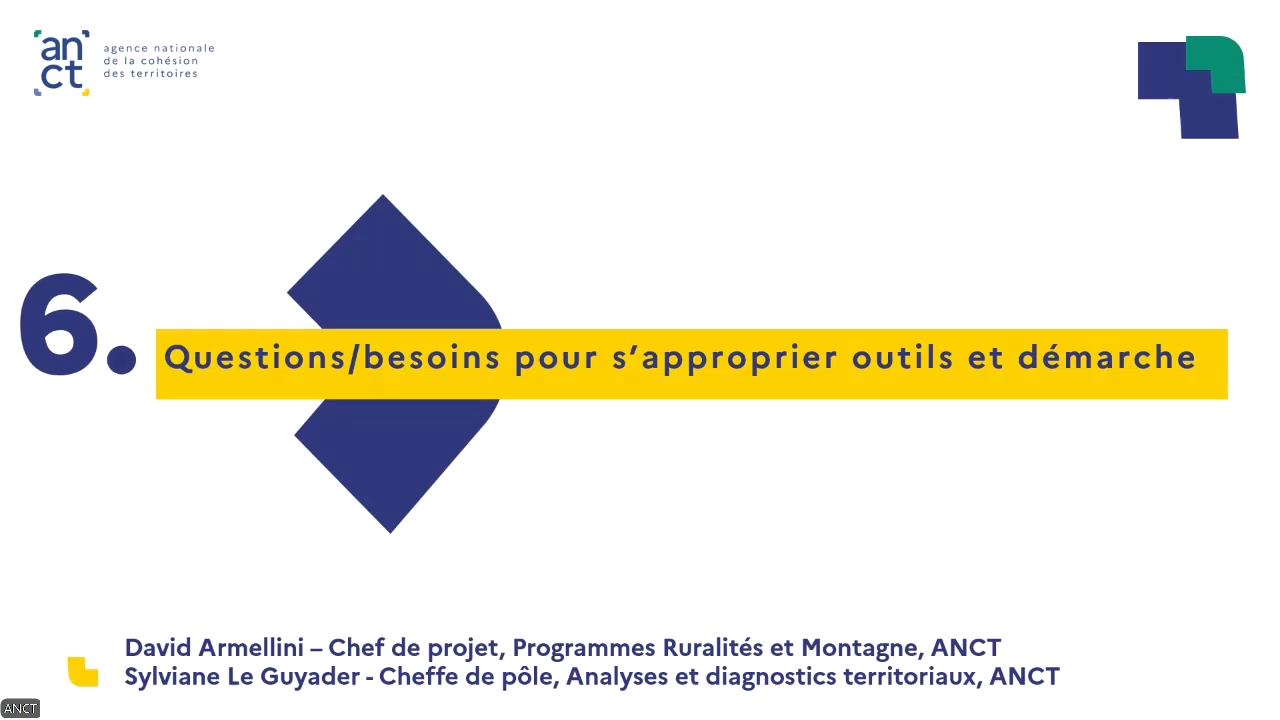 an
ct
agence nationale
de la cohésion
des territoires
6.
Questions/besoins pour s’approprier outils et démarche
David Armellini – Chef de projet, Programmes Ruralités et Montagne, ANCT
Sylviane Le Guyader - Cheffe de pôle, Analyses et diagnostics territoriaux, ANCT
ANCT